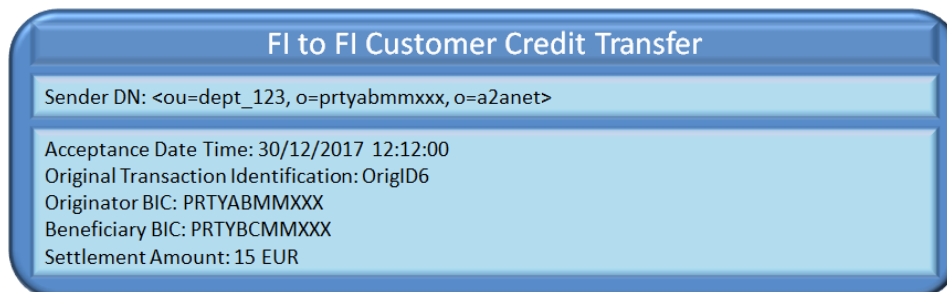 FI to FI Customer Credit Transfer
Sender DN: <ou=dept_123, o=prtyabmmxxx, o=a2anet>
Acceptance Date Time: 30/12/2017 12:12:00
Original Transaction Identification: OrigID6
Originator BIC: PRTYABMMXXX
Beneficiary BIC: PRTYBCMMXXX
Settlement Amount: 15 EUR